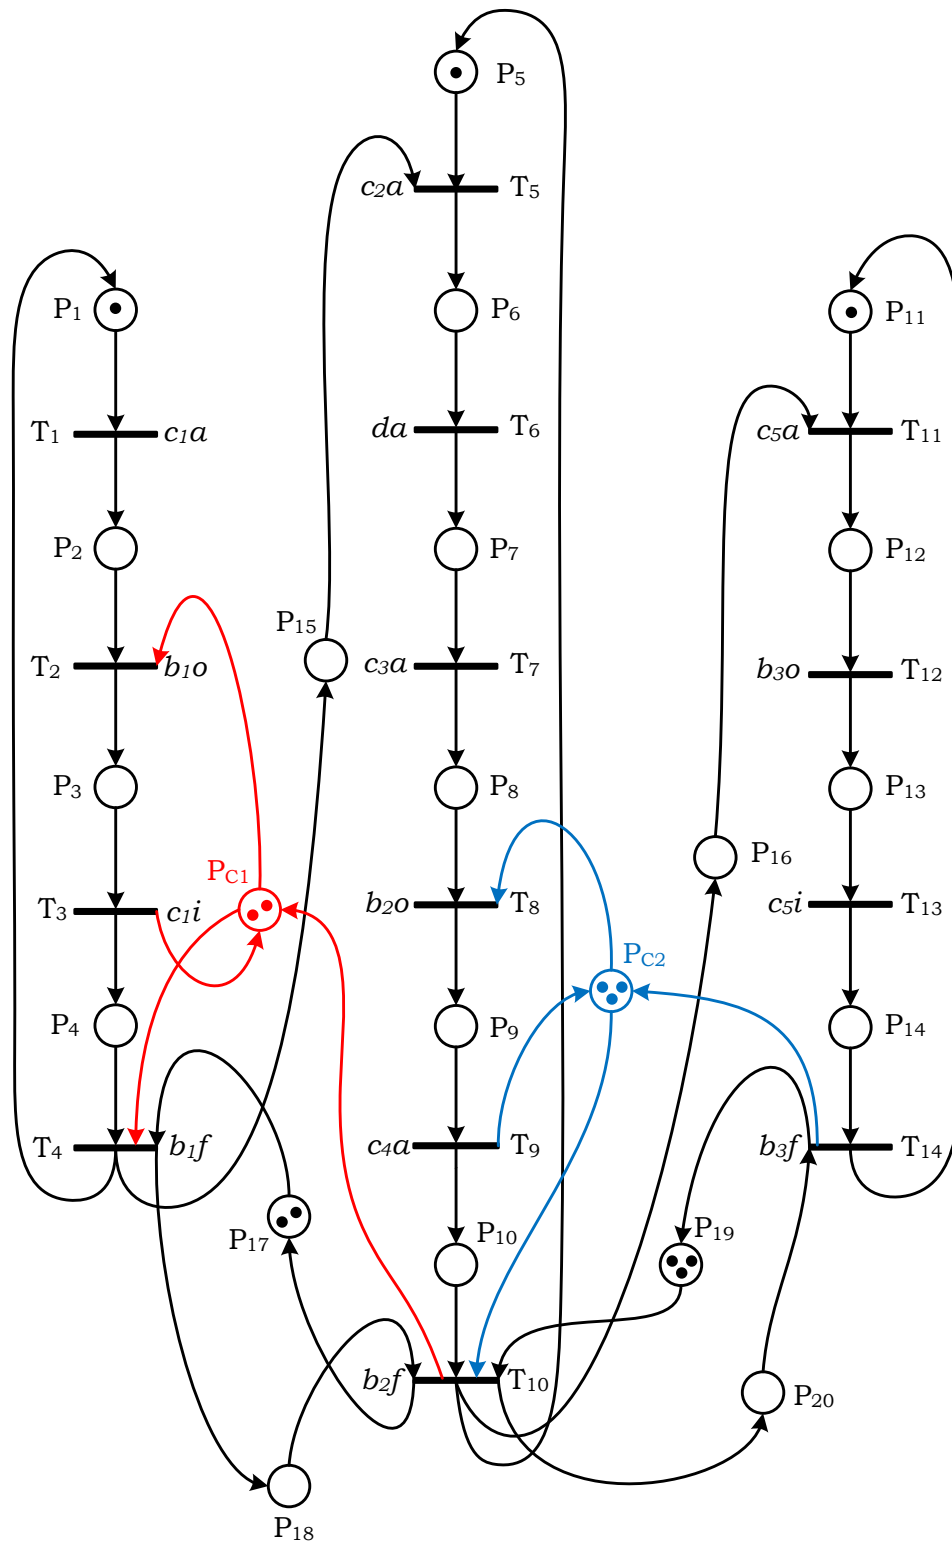 P5
c2a T5
P1 P6 P11
T1 c1a da T6 c5a T11
P2 P7 P12
P15
T2 b1o c3a T7 b3o T12
P3 P8 P13
P16
PC1
T3 c1i b2o T8 c5i T13
PC2
P4 P9 P14
T4 b1f c4a T9 b3f T14
P17 P10 P19
b2f T10 P20
P18